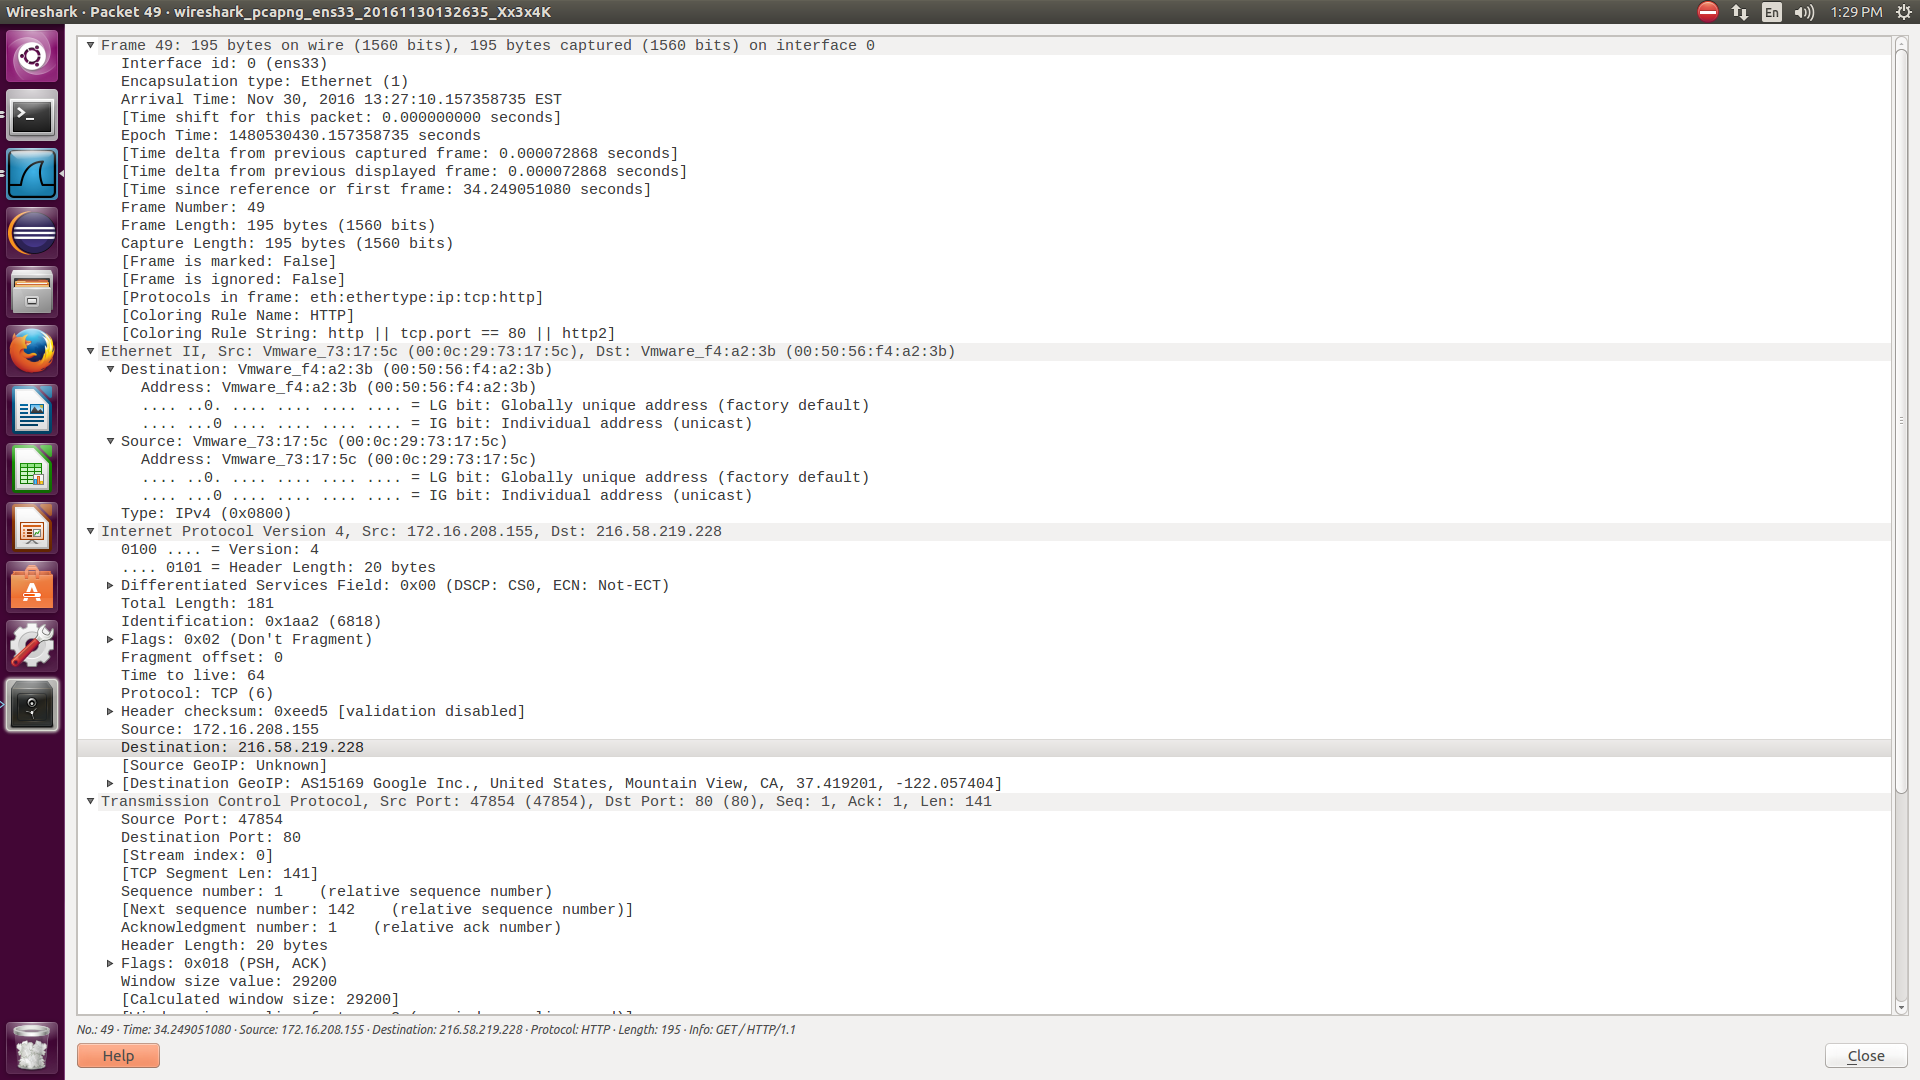 Wireshark · Packet 49 · wireshark_pcapng_ens33_20161130132635_Xx3x4K
En
1:29 PM
Frame 49: 195 bytes on wire (1560 bits), 195 bytes captured (1560 bits) on interface 0
Interface id: 0 (ens33)
Encapsulation type: Ethernet (1)
Arrival Time: Nov 30, 2016 13:27:10.157358735 EST
[Time shift for this packet: 0.000000000 seconds]
Epoch Time: 1480530430.157358735 seconds
[Time delta from previous captured frame: 0.000072868 seconds]
[Time delta from previous displayed frame: 0.000072868 seconds]
[Time since reference or first frame: 34.249051080 seconds]
Frame Number: 49
Frame Length: 195 bytes (1560 bits)
Capture Length: 195 bytes (1560 bits)
[Frame is marked: False]
[Frame is ignored: False]
[Protocols in frame: eth:ethertype:ip:tcp:http]
[Coloring Rule Name: HTTP]
[Coloring Rule String: http || tcp.port == 80 || http2]
Ethernet II, Src: Vmware_73:17:5c (00:0c:29:73:17:5c), Dst: Vmware_f4:a2:3b (00:50:56:f4:a2:3b)
Destination: Vmware_f4:a2:3b (00:50:56:f4:a2:3b)
Address: Vmware_f4:a2:3b (00:50:56:f4:a2:3b)
.... ..0. .... .... .... .... = LG bit: Globally unique address (factory default)
.... ...0 .... .... .... .... = IG bit: Individual address (unicast)
Source: Vmware_73:17:5c (00:0c:29:73:17:5c)
Address: Vmware_73:17:5c (00:0c:29:73:17:5c)
.... ..0. .... .... .... .... = LG bit: Globally unique address (factory default)
.... ...0 .... .... .... .... = IG bit: Individual address (unicast)
Type: IPv4 (0x0800)
Internet Protocol Version 4, Src: 172.16.208.155, Dst: 216.58.219.228
0100 .... = Version: 4
.... 0101 = Header Length: 20 bytes
Differentiated Services Field: 0x00 (DSCP: CS0, ECN: Not-ECT)
Total Length: 181
Identification: 0x1aa2 (6818)
Flags: 0x02 (Don't Fragment)
Fragment offset: 0
Time to live: 64
Protocol: TCP (6)
Header checksum: 0xeed5 [validation disabled]
Source: 172.16.208.155
Destination: 216.58.219.228
[Source GeoIP: Unknown]
[Destination GeoIP: AS15169 Google Inc., United States, Mountain View, CA, 37.419201, -122.057404]
Transmission Control Protocol, Src Port: 47854 (47854), Dst Port: 80 (80), Seq: 1, Ack: 1, Len: 141
Source Port: 47854
Destination Port: 80
[Stream index: 0]
[TCP Segment Len: 141]
Sequence number: 1    (relative sequence number)
[Next sequence number: 142    (relative sequence number)]
Acknowledgment number: 1    (relative ack number)
Header Length: 20 bytes
Flags: 0x018 (PSH, ACK)
Window size value: 29200
[Calculated window size: 29200]
No.: 49 · Time: 34.249051080 · Source: 172.16.208.155 · Destination: 216.58.219.228 · Protocol: HTTP · Length: 195 · Info: GET / HTTP/1.1
Help
Close